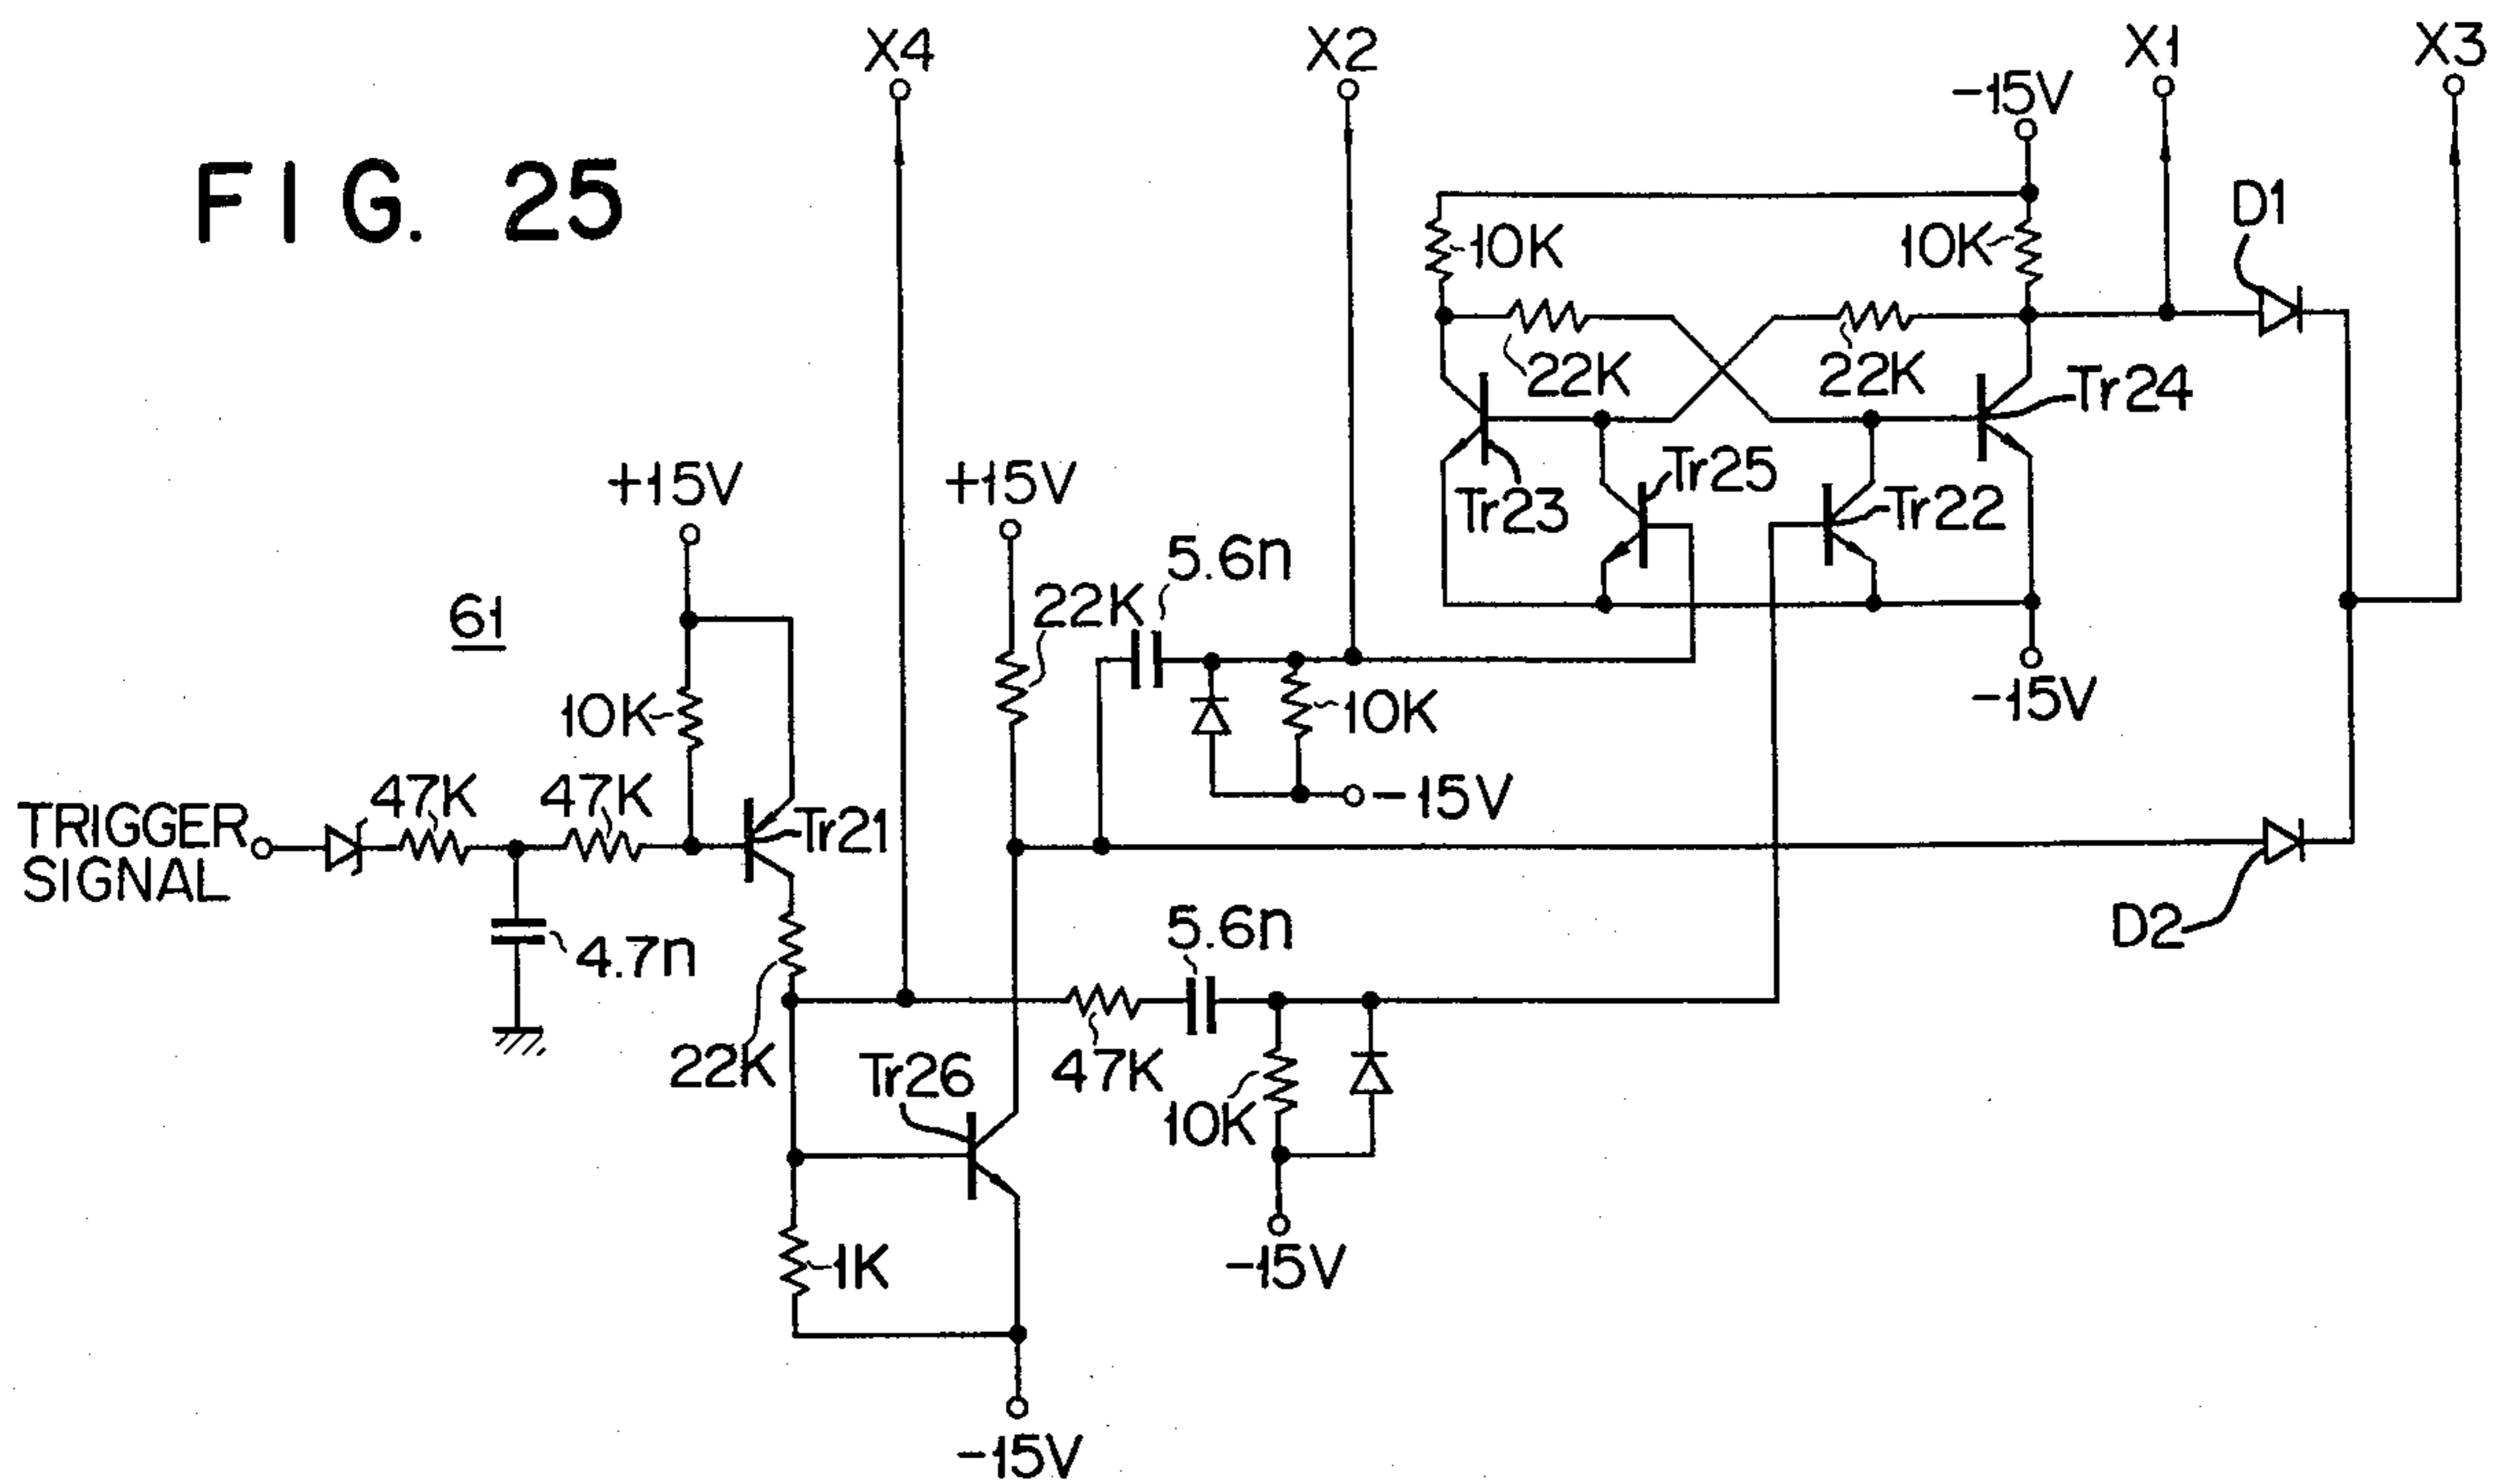 FIG. 25
X4
X2
-15V
X1
X3
D1
10K
10K
22K
22K
Tr24
Tr25
Tr23
Tr22
-15V
+15V
+15V
5.6n
22K
61
10K
10K
-15V
TRIGGER
SIGNAL
47K
47K
Tr21
4.7n
D2
5.6n
22K
Tr26
47K
10K
1K
-15V
-15V